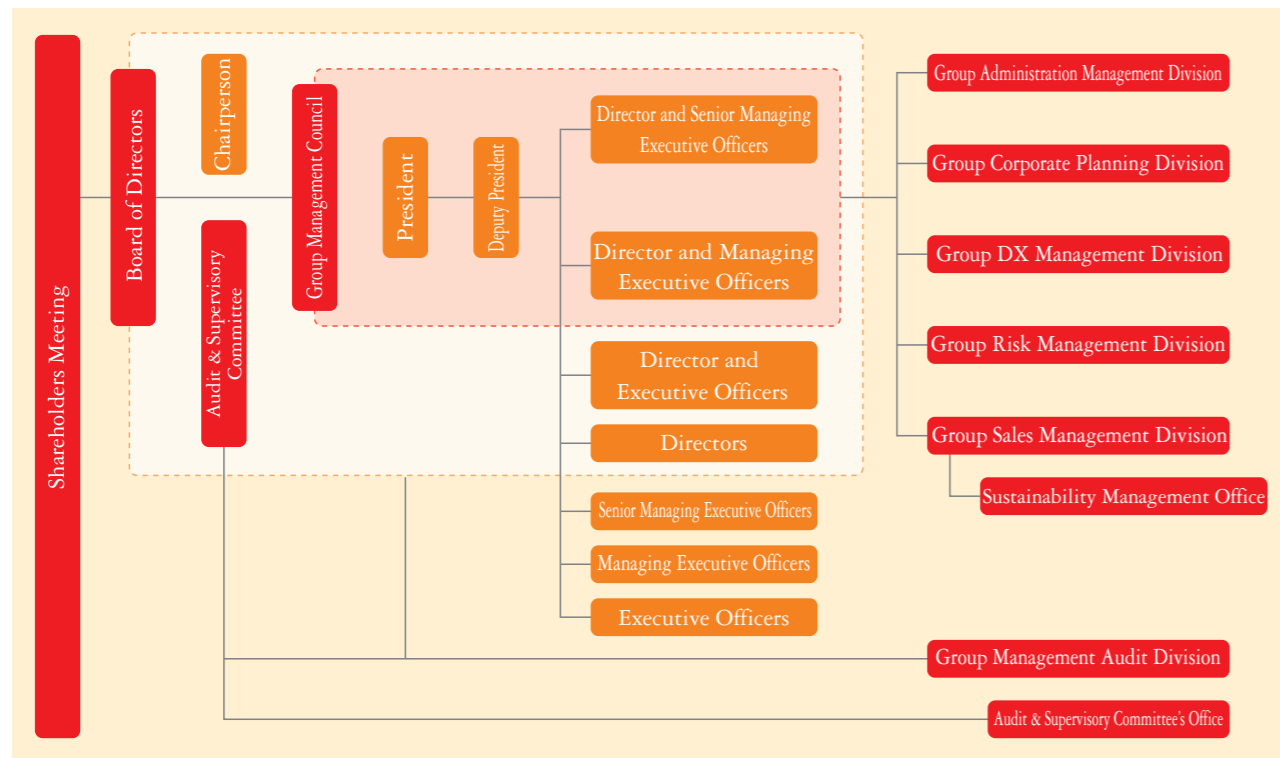 Shareholders Meeting
Board of Directors
Chairperson
Audit & Supervisory
Committee
Group Management Council
President
Deputy President
Director and Senior Managing
Executive Officers
Director and Managing
Executive Officers
Director and
Executive Officers
Directors
Senior Managing Executive Officers
Managing Executive Officers
Executive Officers
Group Administration Management Division
Group Corporate Planning Division
Group DX Management Division
Group Risk Management Division
Group Sales Management Division
Sustainability Management Office
Group Management Audit Division
Audit & Supervisory Committee's Office